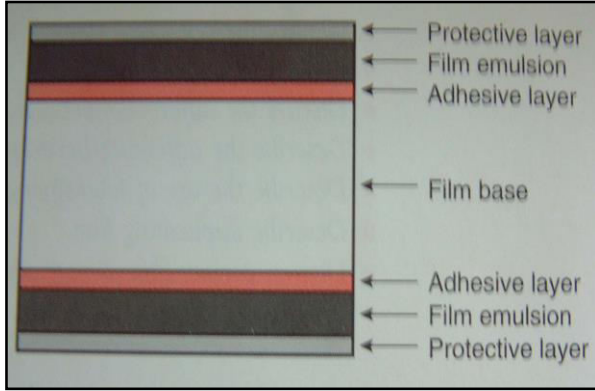 Protective layer
Film emulsion
Adhesive layer
Film base
Adhesive layer
Film emulsion
Protective layer